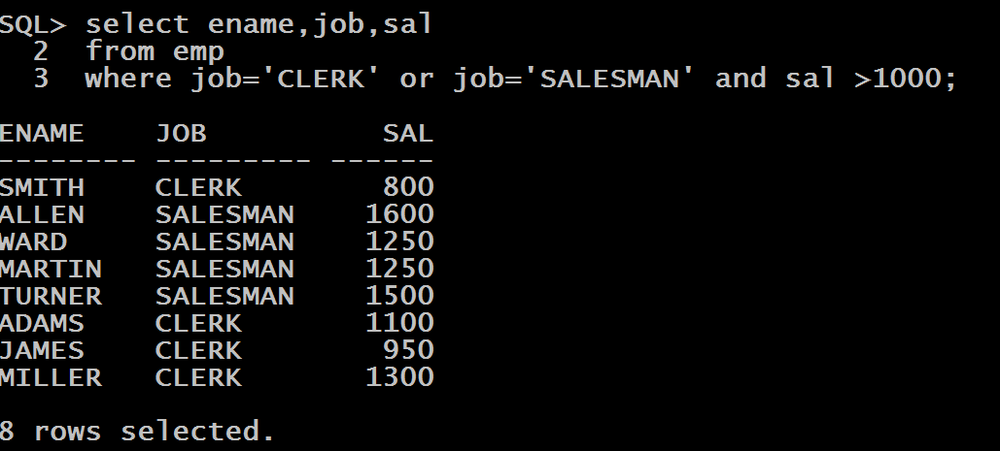 SQL> select ename,job,sal
  2  from emp
  3  where job='CLERK' or job='SALESMAN' and sal >1000;
ENAME    JOB          SAL
-------- --------- ------
SMITH    CLERK        800
ALLEN    SALESMAN    1600
WARD     SALESMAN    1250
MARTIN   SALESMAN    1250
TURNER   SALESMAN    1500
ADAMS    CLERK       1100
JAMES    CLERK        950
MILLER   CLERK       1300
8 rows selected.